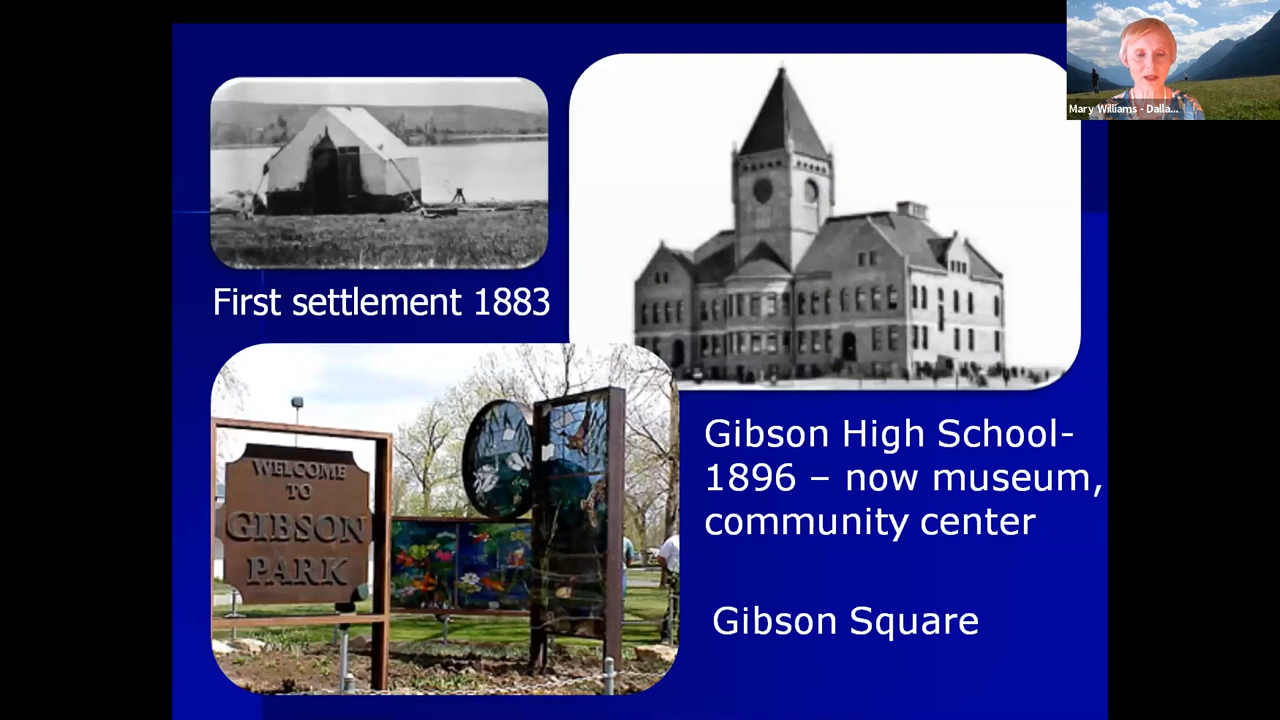 Mary Williams - Dalla...
First settlement 1883
WELCOME
TO
GIBSON
PARK
Gibson High School-
1896 – now museum,
community center
Gibson Square